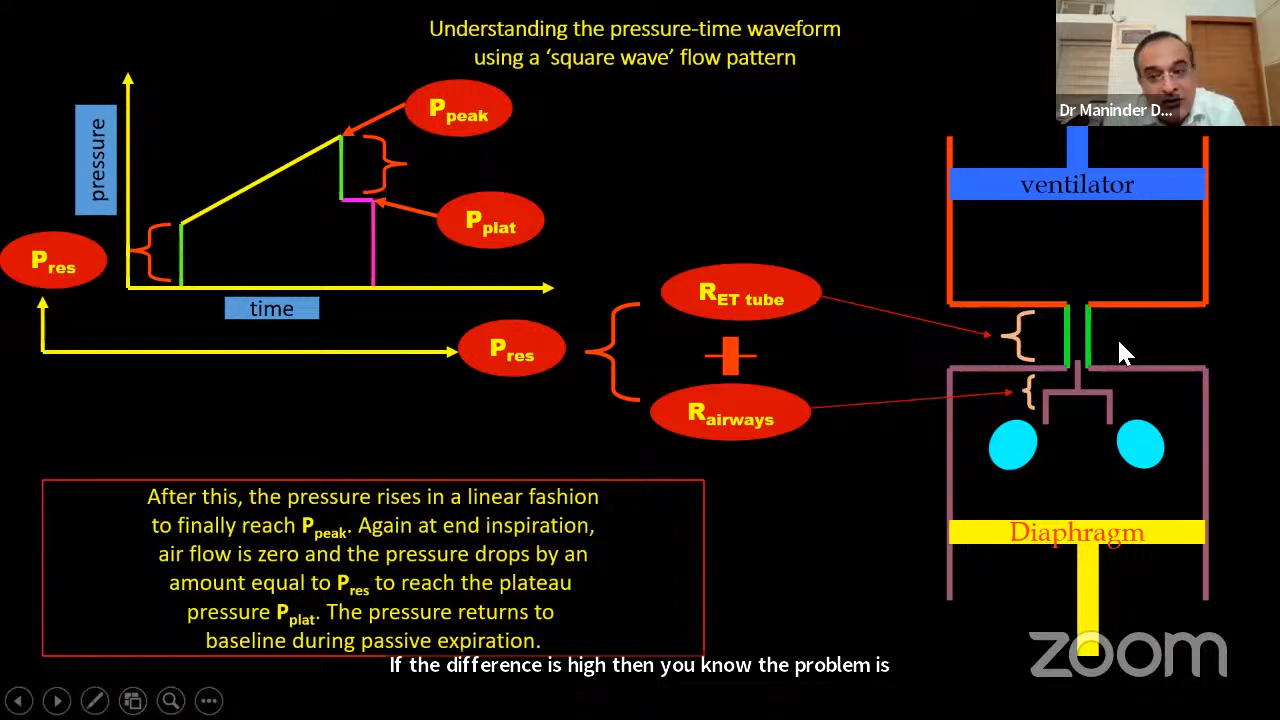 Understanding the pressure-time waveform
using a ‘square wave’ flow pattern
Dr Maninder D...
pressure
Ppeak
Pplat
Pres
time
Pres
RET tube
Rairways
ventilator
Diaphragm
After this, the pressure rises in a linear fashion
to finally reach Ppeak. Again at end inspiration,
air flow is zero and the pressure drops by an
amount equal to Pres to reach the plateau
pressure Pplat. The pressure returns to
baseline during passive expiration.
If the difference is high then you know the problem is
zoom